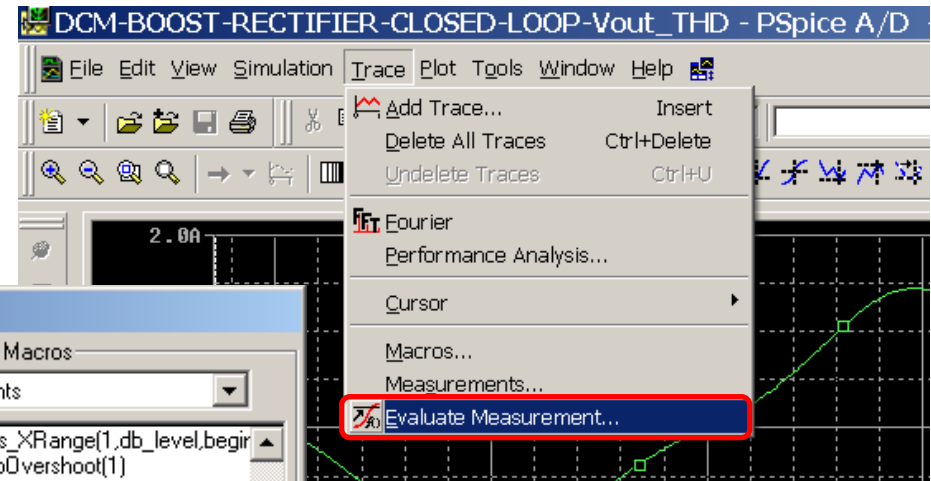 DCM-BOOST-RECTIFIER-CLOSED-LOOP-Vout_THD - PSpice A/D -
File Edit View Simulation Trace Plot Tools Window Help
Add Trace... Insert
Delete All Traces Ctrl+Delete
Undelete Traces Ctrl+U
FFT Fourier
Performance Analysis...
Cursor
Macros...
Measurements...
Evaluate Measurement...
2.0A
Macros
nts
s_XRange(1,db_level,begin
Overshoot(1)